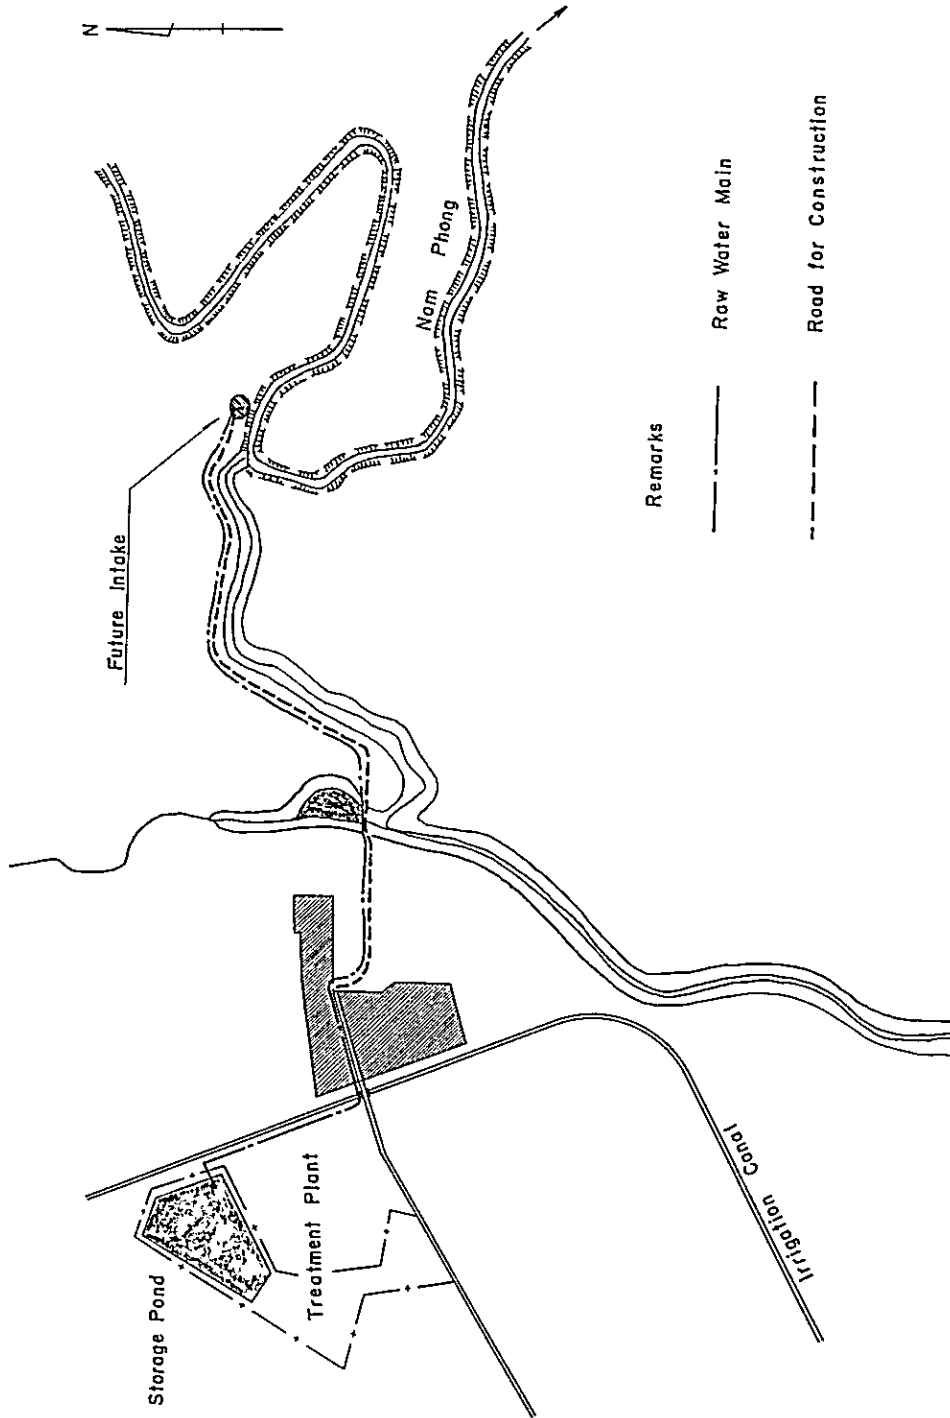 N
Future Intake
Nam Phong
Storage Pond
Treatment Plant
Irrigation Canal
Remarks
Raw Water Main
Road for Construction